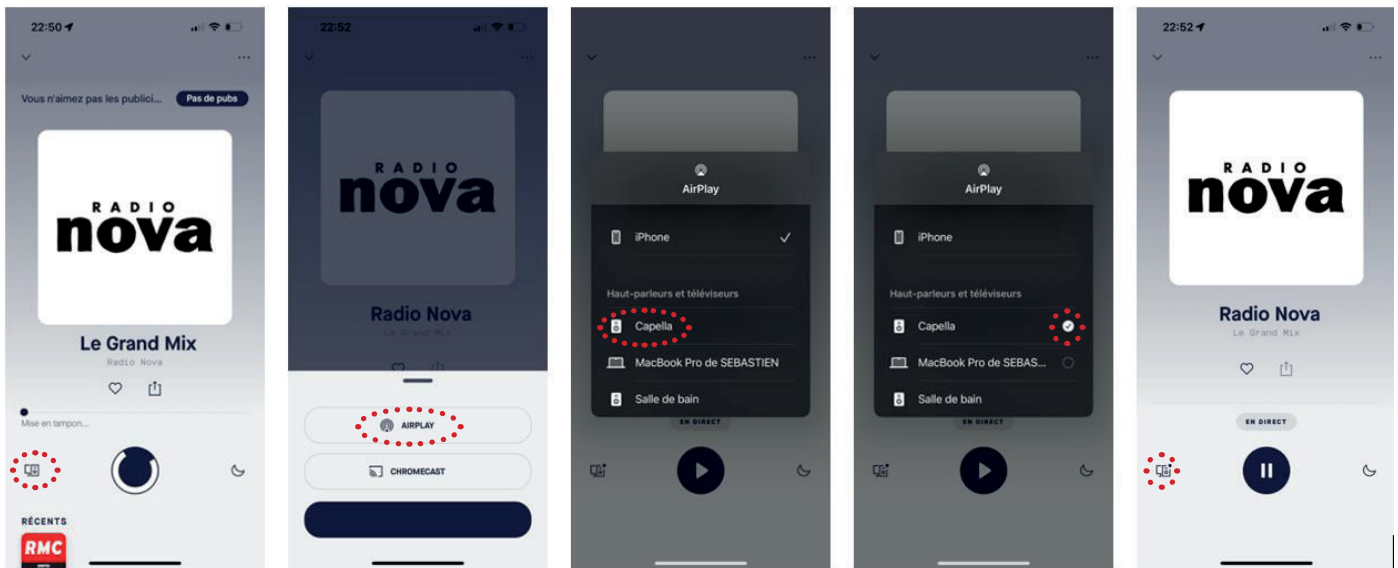 22:50
Vous n'aimez pas les publici...
Pas de pubs
RADIO
nova
Le Grand Mix
Radio Nova
Mise en tampon...
RÉCENTS
RMC
22:52
RADIO
nova
Radio Nova
Le Grand Mix
AIRPLAY
CHROMECAST
AirPlay
iPhone
Haut-parleurs et téléviseurs
Capella
MacBook Pro de SEBASTIEN
Salle de bain
EN DIRECT
AirPlay
iPhone
Haut-parleurs et téléviseurs
Capella
MacBook Pro de SEBAS...
Salle de bain
EN DIRECT
22:52
RADIO
nova
Radio Nova
Le Grand Mix
EN DIRECT